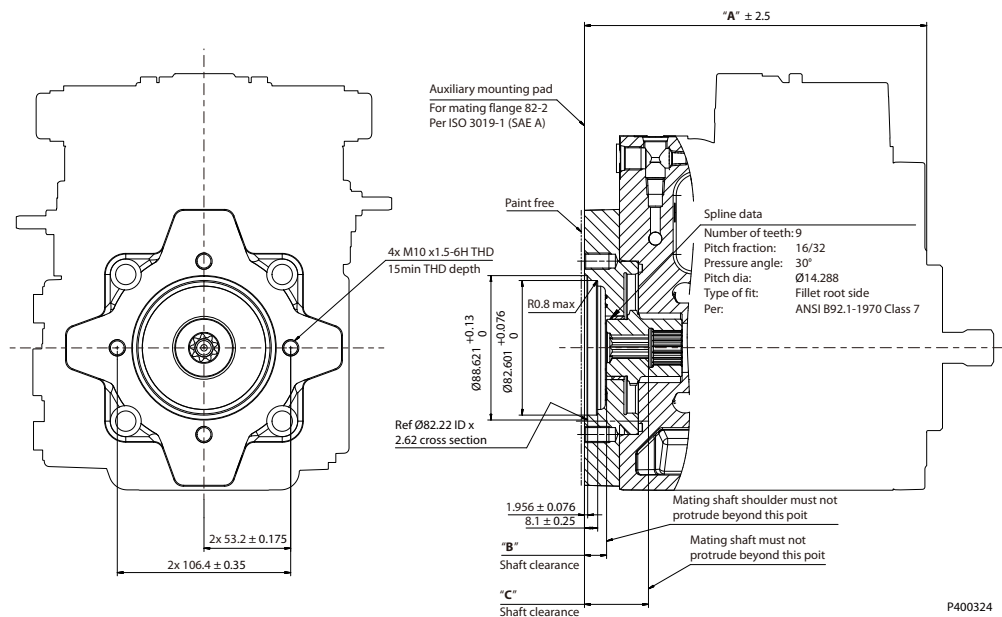 "A" ± 2.5
Auxiliary mounting pad
For mating flange 82-2
Per ISO 3019-1 (SAE A)
Paint free
4x M10 x1.5-6H THD
15min THD depth
Spline data
Number of teeth: 9
Pitch fraction: 16/32
Pressure angle: 30°
Pitch dia: Ø14.288
Type of fit: Fillet root side
Per: ANSI B92.1-1970 Class 7
R0.8 max
Ø88.621 +0.13 0
Ø82.601 +0.076 0
Ref Ø82.22 ID x
2.62 cross section
1.956 ± 0.076
8.1 ± 0.25
Mating shaft shoulder must not
protrude beyond this poit
"B"
Shaft clearance
Mating shaft must not
protrude beyond this poit
"C"
Shaft clearance
2x 53.2 ± 0.175
2x 106.4 ± 0.35
P400324